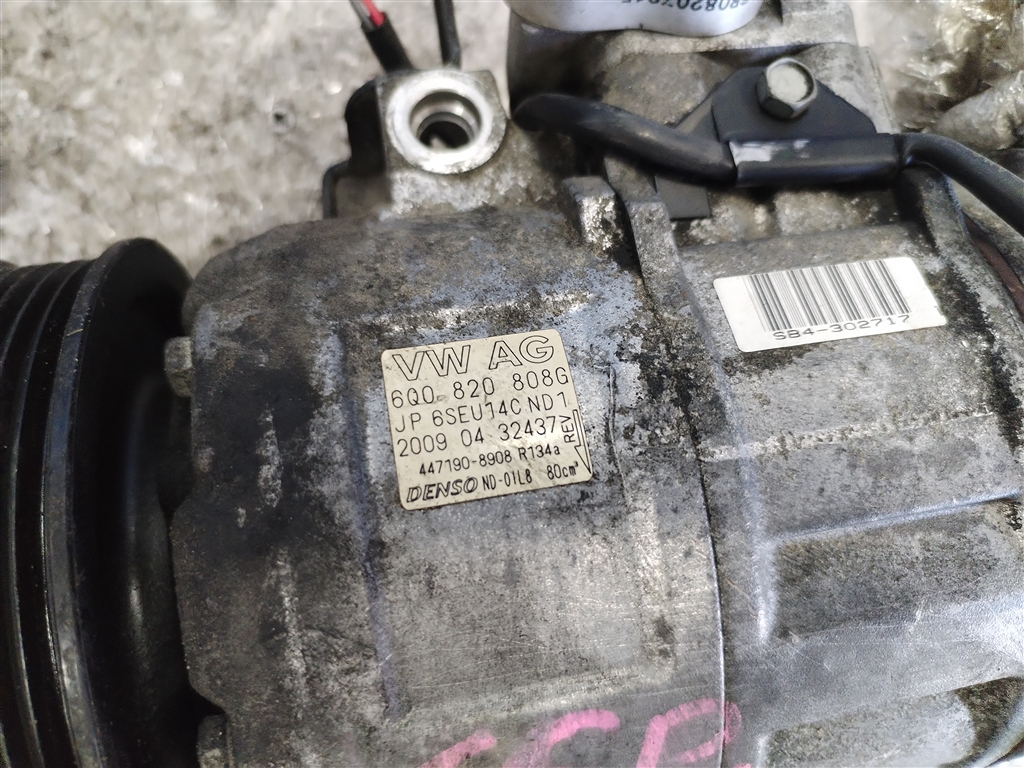 VW AG
6Q0 820 808G
JP 6SEU14C ND1
2009 04 32437
REV
447190-8908 R134a
DENSO ND-OIL8 80cm³
SB4-302717